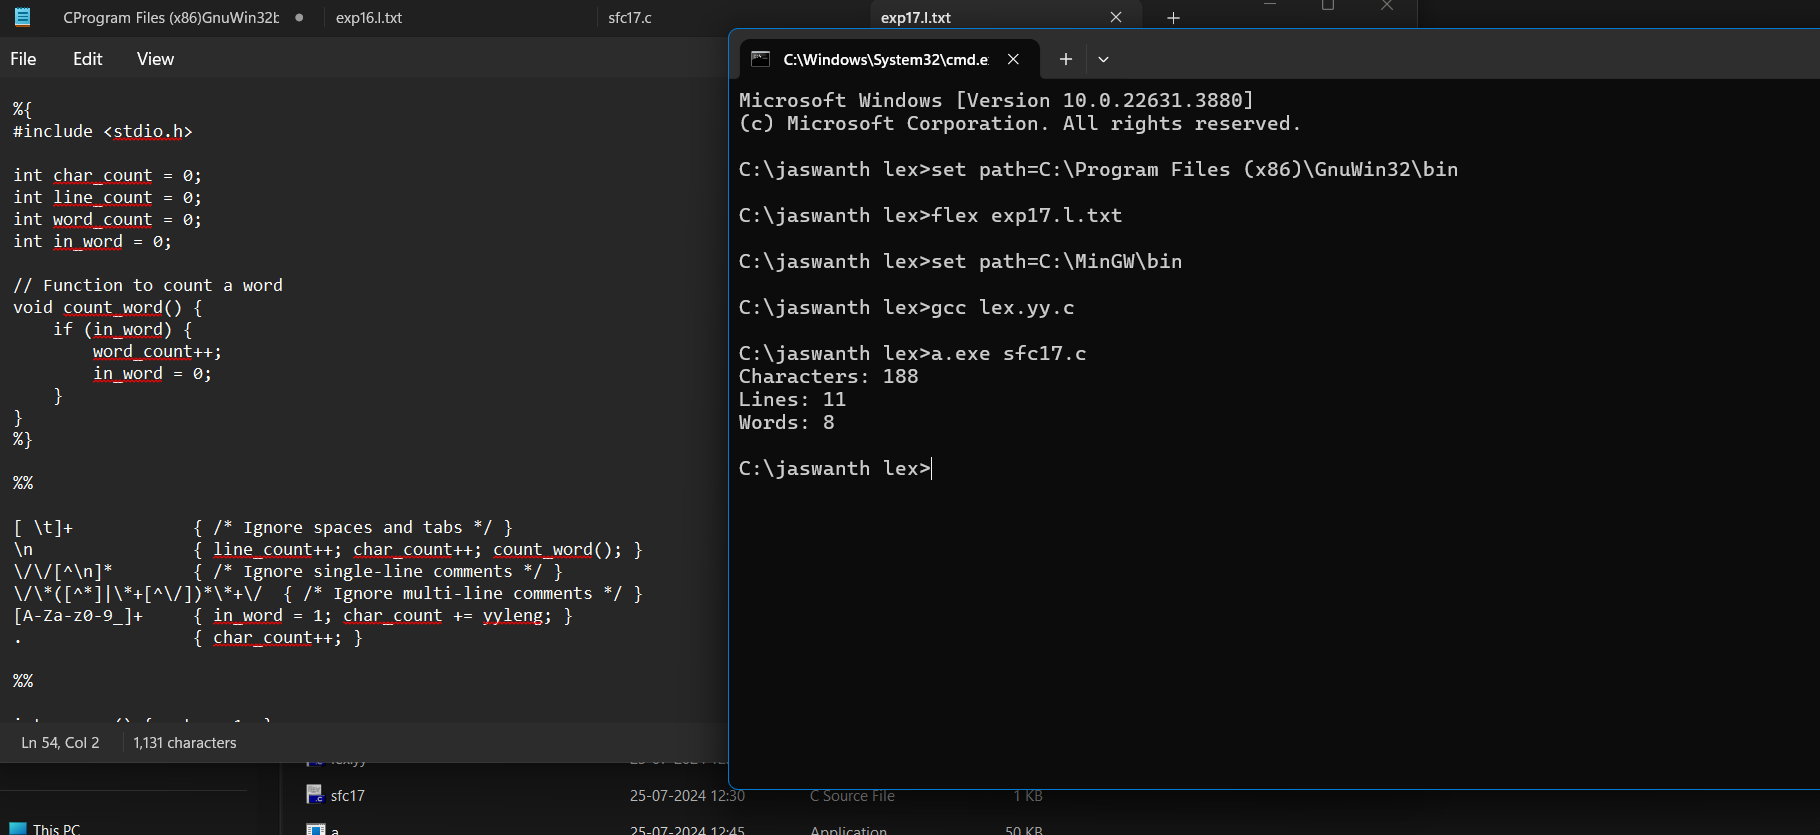 CProgram Files (x86)GnuWin32b
exp16.l.txt
sfc17.c
exp17.l.txt
File
Edit
View
%{
#include <stdio.h>
int char_count = 0;
int line_count = 0;
int word_count = 0;
int in_word = 0;
// Function to count a word
void count_word() {
if (in_word) {
word_count++;
in_word = 0;
}
}
%}
%%
[ \t]+ { /* Ignore spaces and tabs */ }
\n { line_count++; char_count++; count_word(); }
\/\/[^\n]* { /* Ignore single-line comments */ }
\/\*([^*]|\*+[^\/])*\*+\/ { /* Ignore multi-line comments */ }
[A-Za-z0-9_]+ { in_word = 1; char_count += yyleng; }
. { char_count++; }
%%
Ln 54, Col 2
1,131 characters
C:\Windows\System32\cmd.e
Microsoft Windows [Version 10.0.22631.3880]
(c) Microsoft Corporation. All rights reserved.
C:\jaswanth lex>set path=C:\Program Files (x86)\GnuWin32\bin
C:\jaswanth lex>flex exp17.l.txt
C:\jaswanth lex>set path=C:\MinGW\bin
C:\jaswanth lex>gcc lex.yy.c
C:\jaswanth lex>a.exe sfc17.c
Characters: 188
Lines: 11
Words: 8
C:\jaswanth lex>
sfc17 25-07-2024 12:30 C Source File 1 KB
This PC
a 25-07-2024 12:45 Application 50 KB